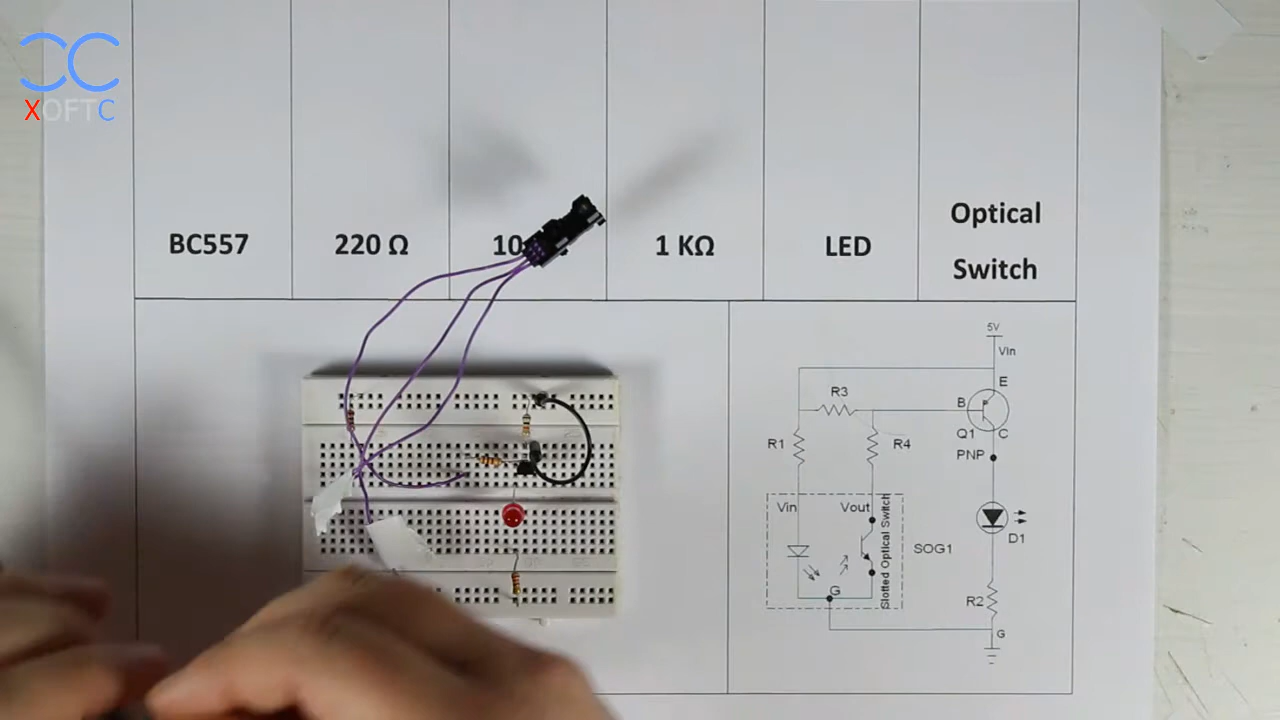 XOFTC
BC557
220 Ω
10
1 KΩ
LED
Optical
Switch
5V
Vin
E
R3
B
Q1
C
R1
R4
PNP
Vin
Vout
Slotted Optical Switch
SOG1
D1
G
R2
G